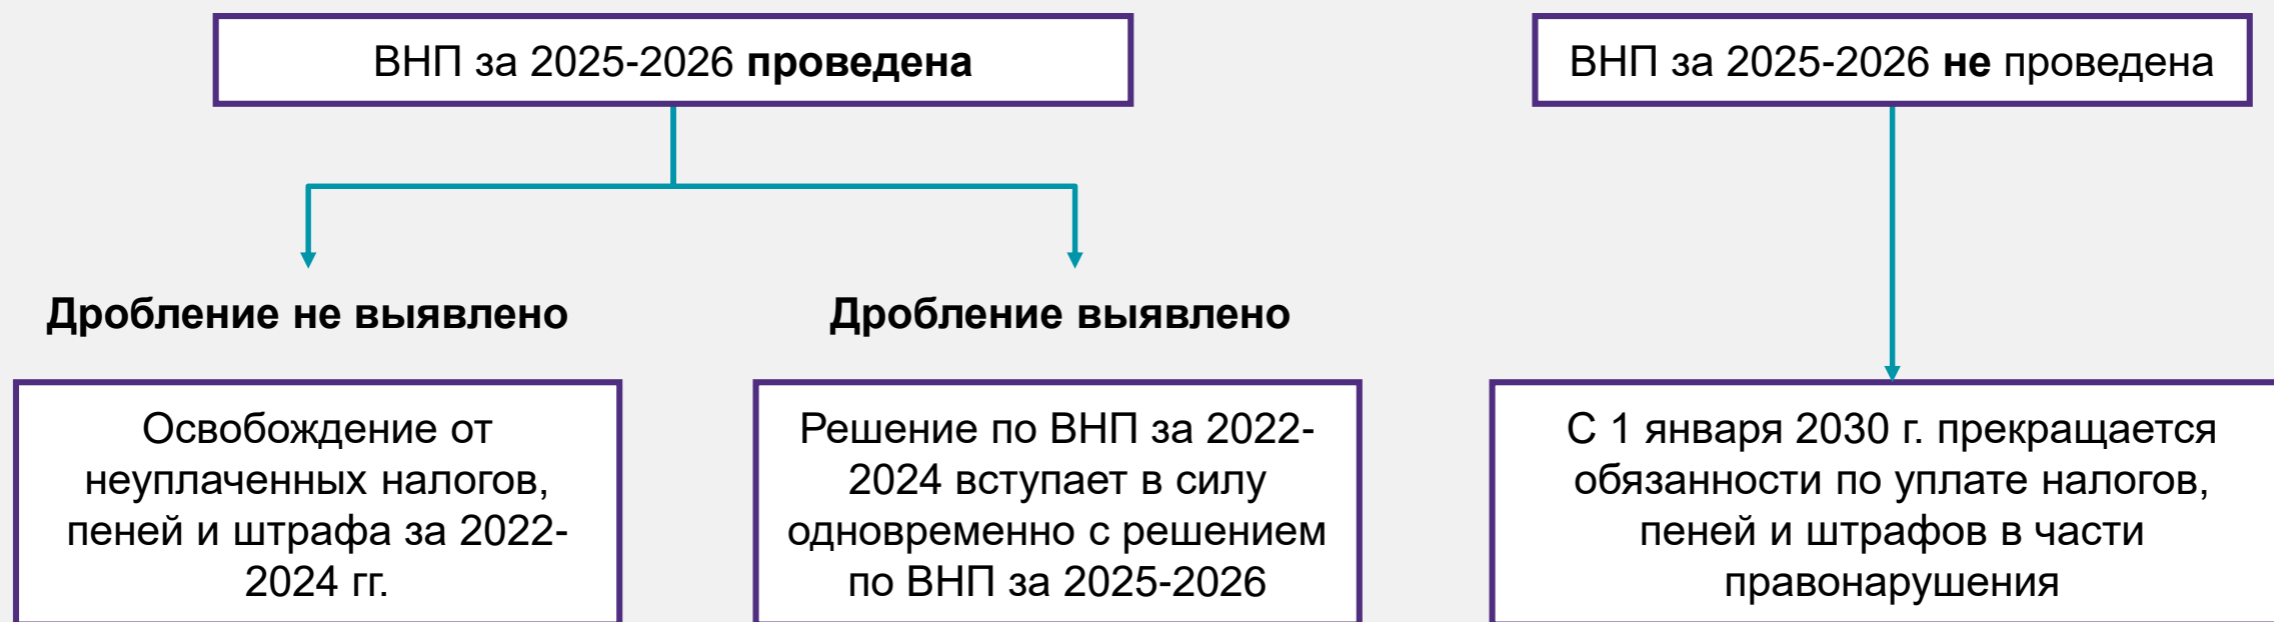 ВНП за 2025-2026 проведена
ВНП за 2025-2026 не проведена
Дробление не выявлено
Дробление выявлено
Освобождение от
неуплаченных налогов,
пеней и штрафа за 2022-
2024 гг.
Решение по ВНП за 2022-
2024 вступает в силу
одновременно с решением
по ВНП за 2025-2026
С 1 января 2030 г. прекращается
обязанности по уплате налогов,
пеней и штрафов в части
правонарушения